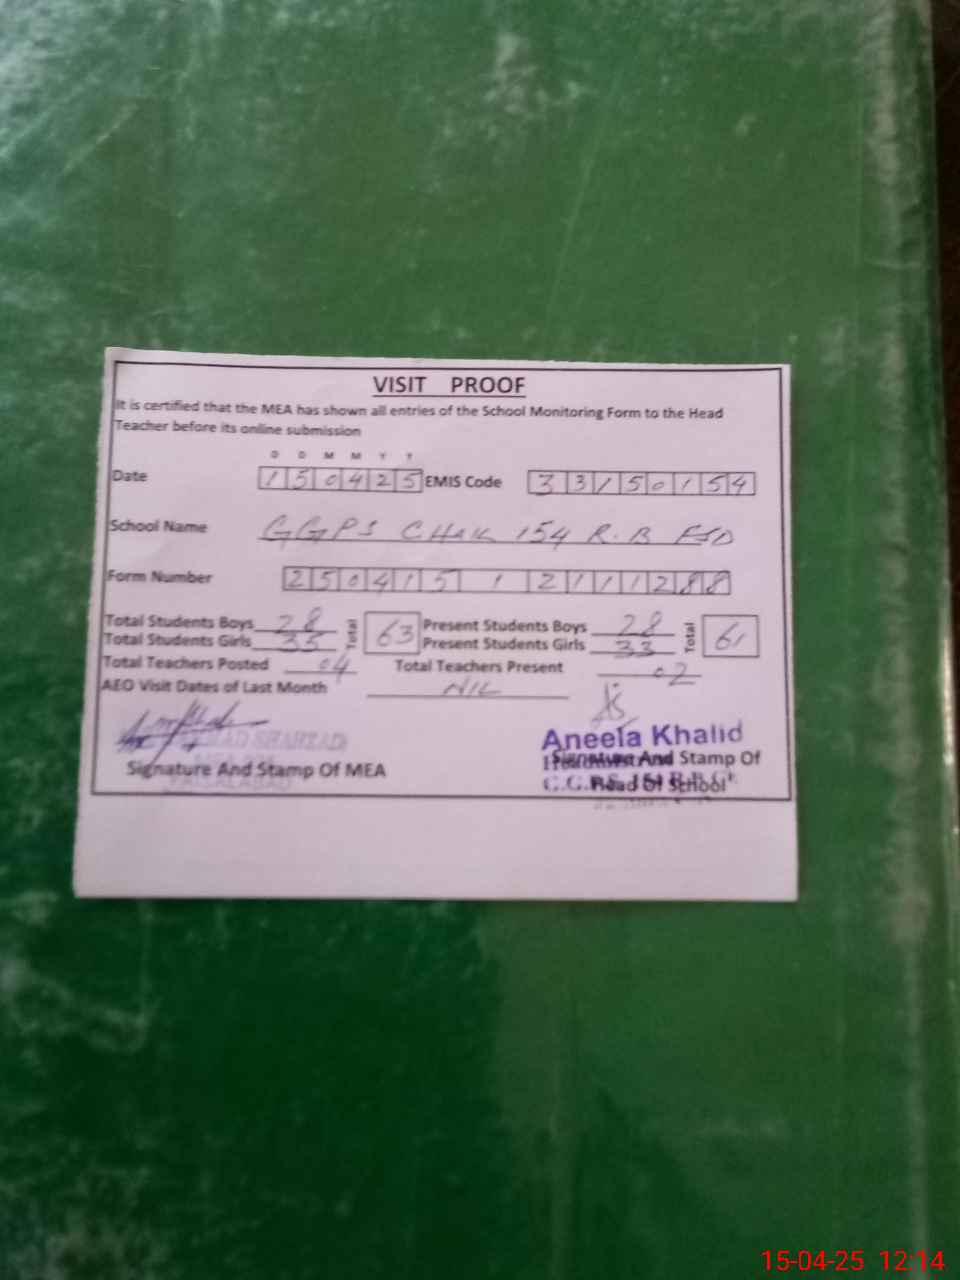 VISIT PROOF
It is certified that the MEA has shown all entries of the School Monitoring Form to the Head
Teacher before its online submission
D D M M Y Y
Date 150425 EMIS Code 33150154
School Name GGPS CHAK 154 R.B FSD
Form Number 250415 1 2111288
Total Students Boys 28 Total 63 Present Students Boys 28 Total 61
Total Students Girls 35 Present Students Girls 33
Total Teachers Posted 04 Total Teachers Present 02
AEO Visit Dates of Last Month NIL
Aneela Khalid
Signature And Stamp Of MEA
Signature And Stamp Of
Head Of School
15-04-25 12:14